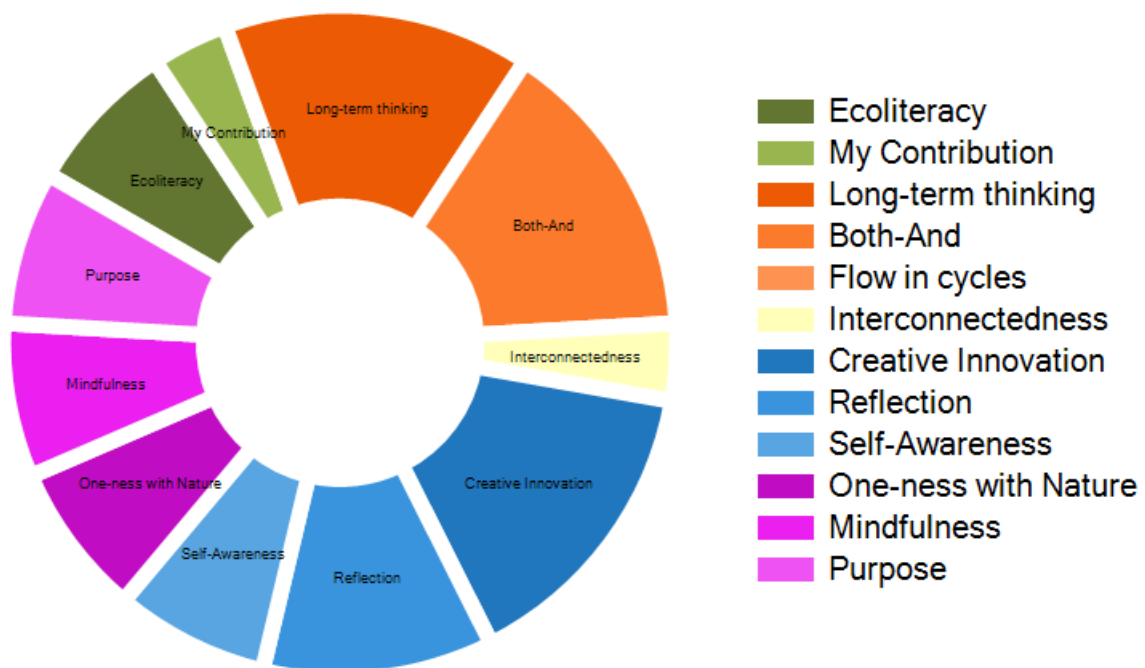 Long-term thinking
My Contribution
Ecoliteracy
Both-And
Purpose
Interconnectedness
Mindfulness
One-ness with Nature
Creative Innovation
Self-Awareness
Reflection
Ecoliteracy
My Contribution
Long-term thinking
Both-And
Flow in cycles
Interconnectedness
Creative Innovation
Reflection
Self-Awareness
One-ness with Nature
Mindfulness
Purpose